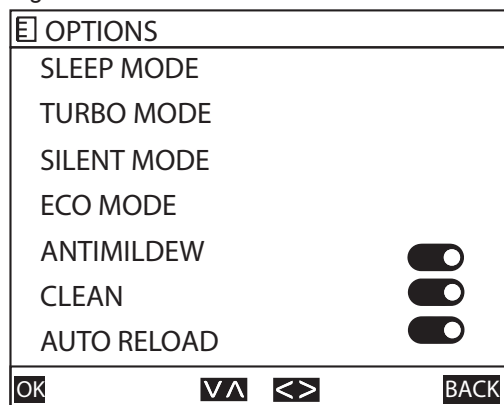 OPTIONS
SLEEP MODE
TURBO MODE
SILENT MODE
ECO MODE
ANTIMILDEW
CLEAN
AUTO RELOAD
OK ∨∧ <> BACK